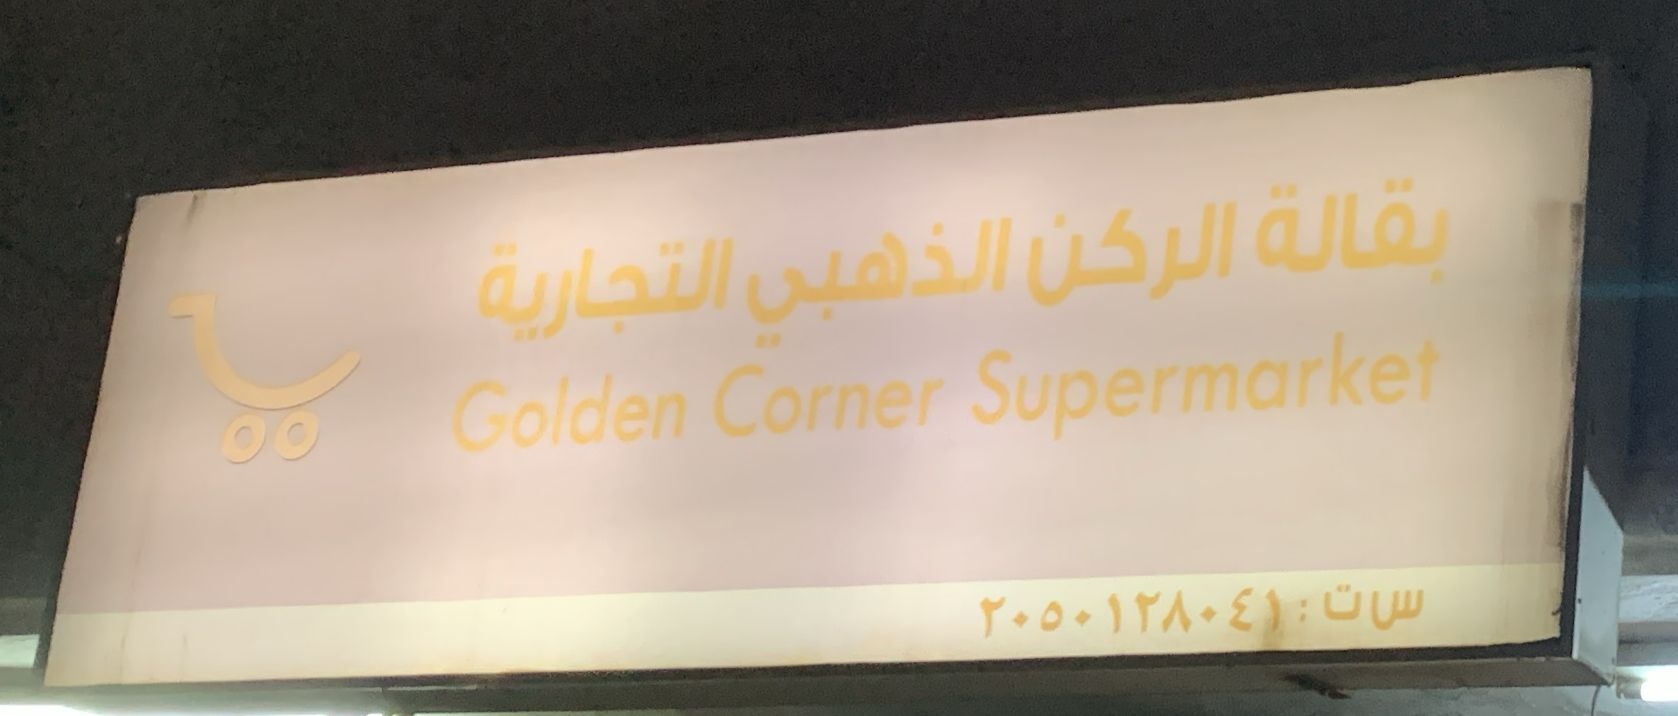 بقالة الركن الذهبي التجارية
Golden Corner Supermarket
س ت : ٢٠٥٠١٢٨٠٤١